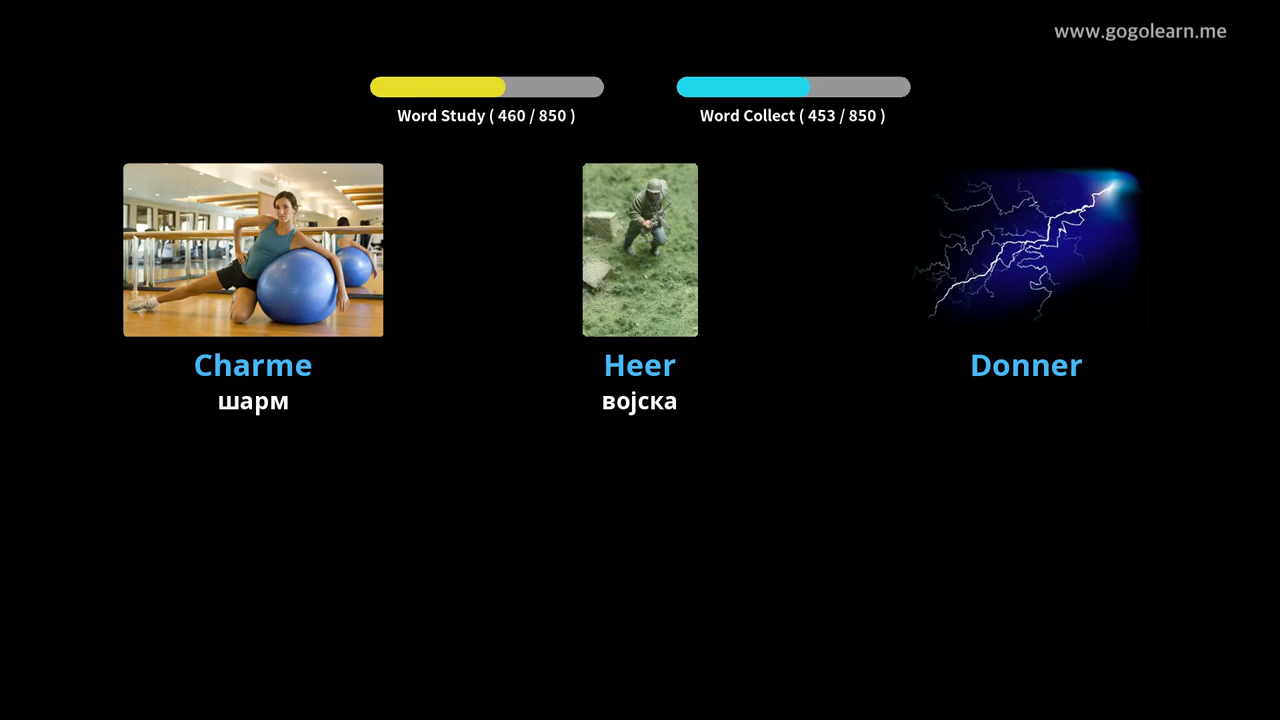 www.gogolearn.me
Word Study ( 460 / 850 )
Word Collect ( 453 / 850 )
Charme
шарм
Heer
војска
Donner